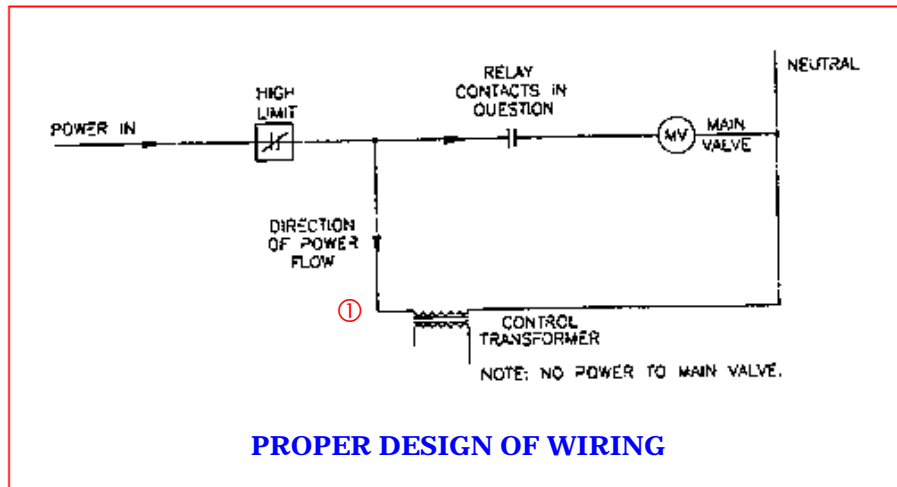 NEUTRAL
RELAY
CONTACTS IN
QUESTION
HIGH
LIMIT
POWER IN
MV
MAIN
VALVE
DIRECTION
OF POWER
FLOW
①
CONTROL
TRANSFORMER
NOTE: NO POWER TO MAIN VALVE.
PROPER DESIGN OF WIRING